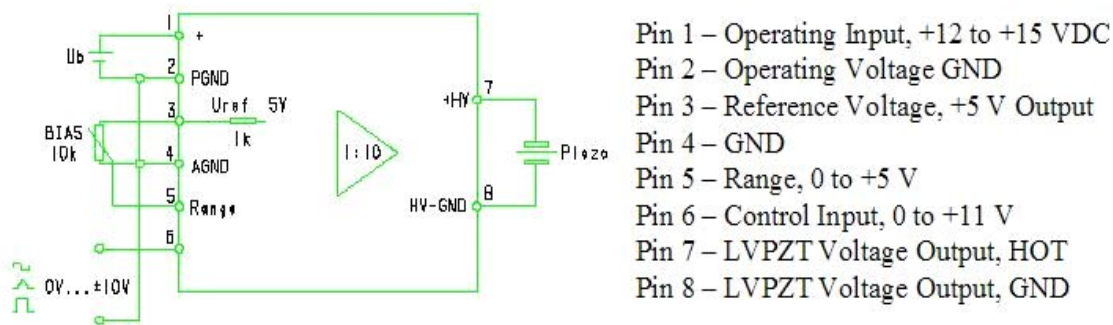 1
+
Ub
2
PGND
3
Uref 5V
1k
BIAS
10k
4
AGND
5
Range
6
0V...±10V
1:10
7
+HV
Piezo
8
HV-GND
Pin 1 – Operating Input, +12 to +15 VDC
Pin 2 – Operating Voltage GND
Pin 3 – Reference Voltage, +5 V Output
Pin 4 – GND
Pin 5 – Range, 0 to +5 V
Pin 6 – Control Input, 0 to +11 V
Pin 7 – LVPZT Voltage Output, HOT
Pin 8 – LVPZT Voltage Output, GND